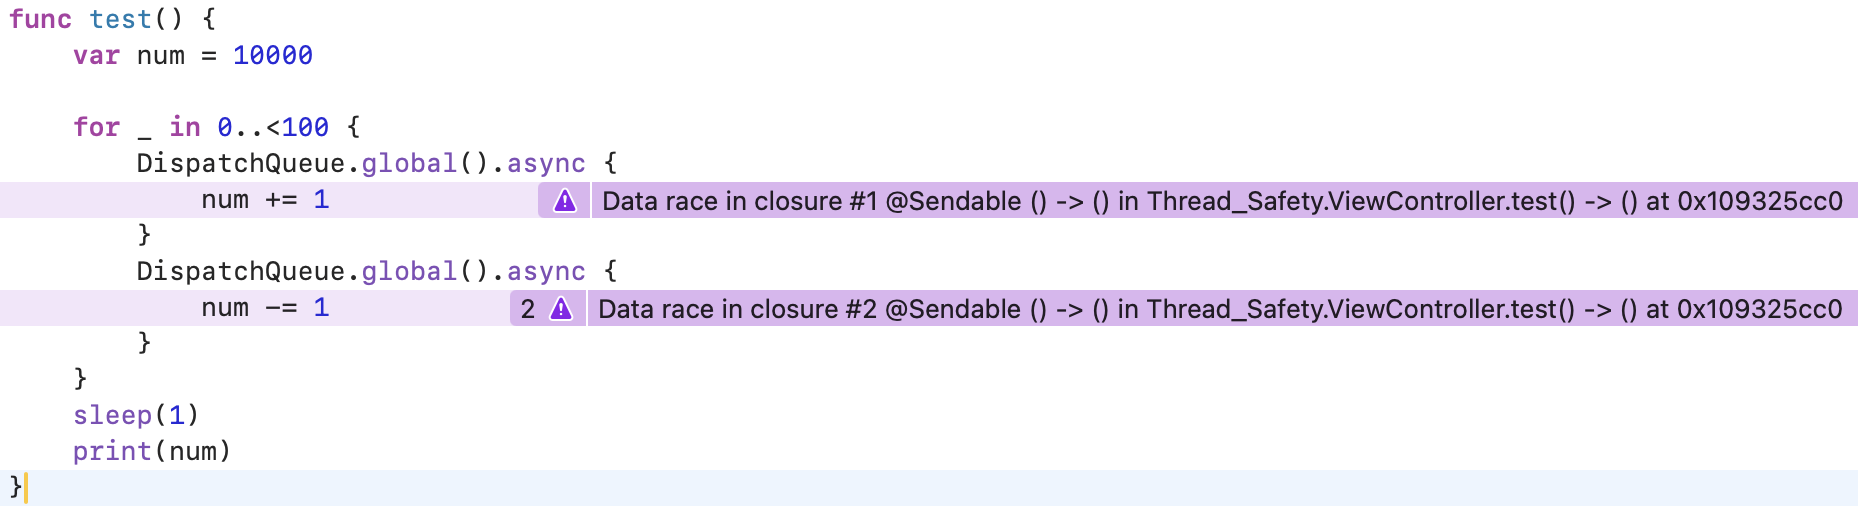 func test() {
    var num = 10000

    for _ in 0..<100 {
        DispatchQueue.global().async {
            num += 1 Data race in closure #1 @Sendable () -> () in Thread_Safety.ViewController.test() -> () at 0x109325cc0
        }
        DispatchQueue.global().async {
            num -= 1 2 Data race in closure #2 @Sendable () -> () in Thread_Safety.ViewController.test() -> () at 0x109325cc0
        }
    }
    sleep(1)
    print(num)
}